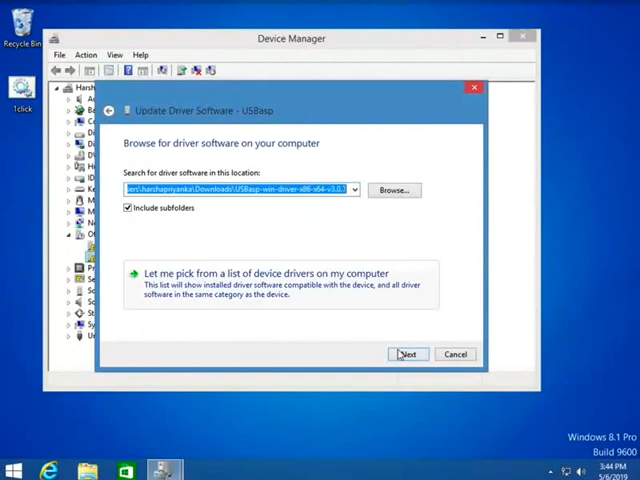 Recycle Bin
1click
Device Manager
File Action View Help
Update Driver Software - USBasp
Browse for driver software on your computer
Search for driver software in this location:
sers\harshapriyanka\Downloads\USBasp-win-driver-x86-x64-v3.0.7
Browse...
Include subfolders
Let me pick from a list of device drivers on my computer
This list will show installed driver software compatible with the device, and all driver
software in the same category as the device.
Next
Cancel
Windows 8.1 Pro
Build 9600
3:44 PM
5/6/2019